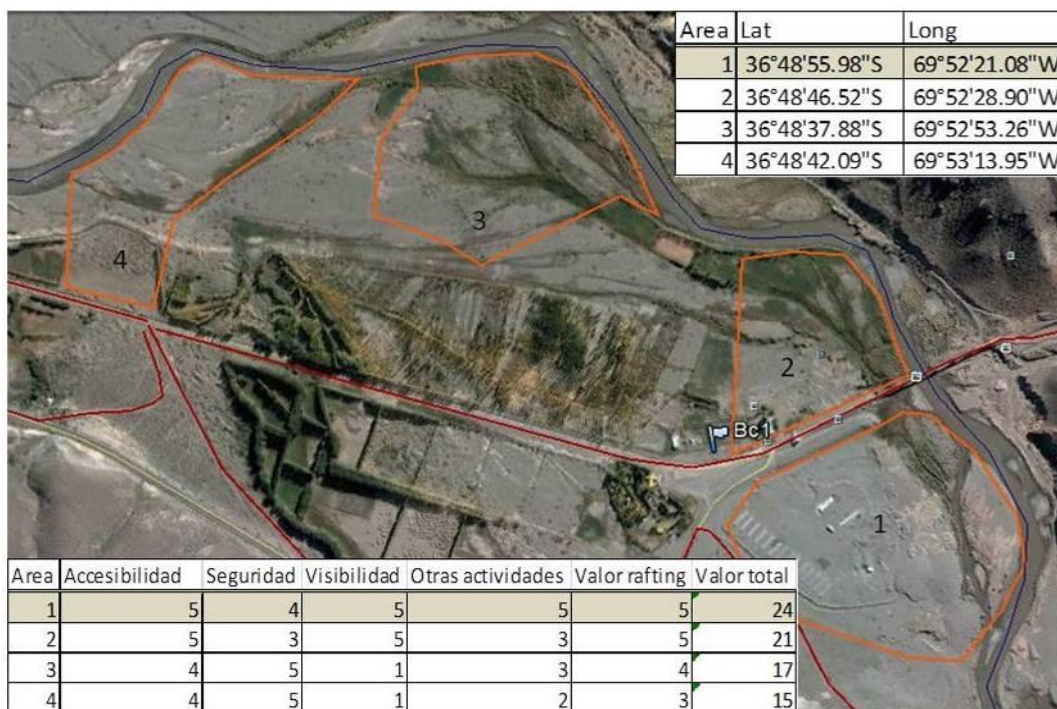 Area Lat Long
1 36°48'55.98"S 69°52'21.08"W
2 36°48'46.52"S 69°52'28.90"W
3 36°48'37.88"S 69°52'53.26"W
4 36°48'42.09"S 69°53'13.95"W
3
4
2
Bc1
1
Area Accesibilidad Seguridad Visibilidad Otras actividades Valor rafting Valor total
1 5 4 5 5 5 24
2 5 3 5 3 5 21
3 4 5 1 3 4 17
4 4 5 1 2 3 15